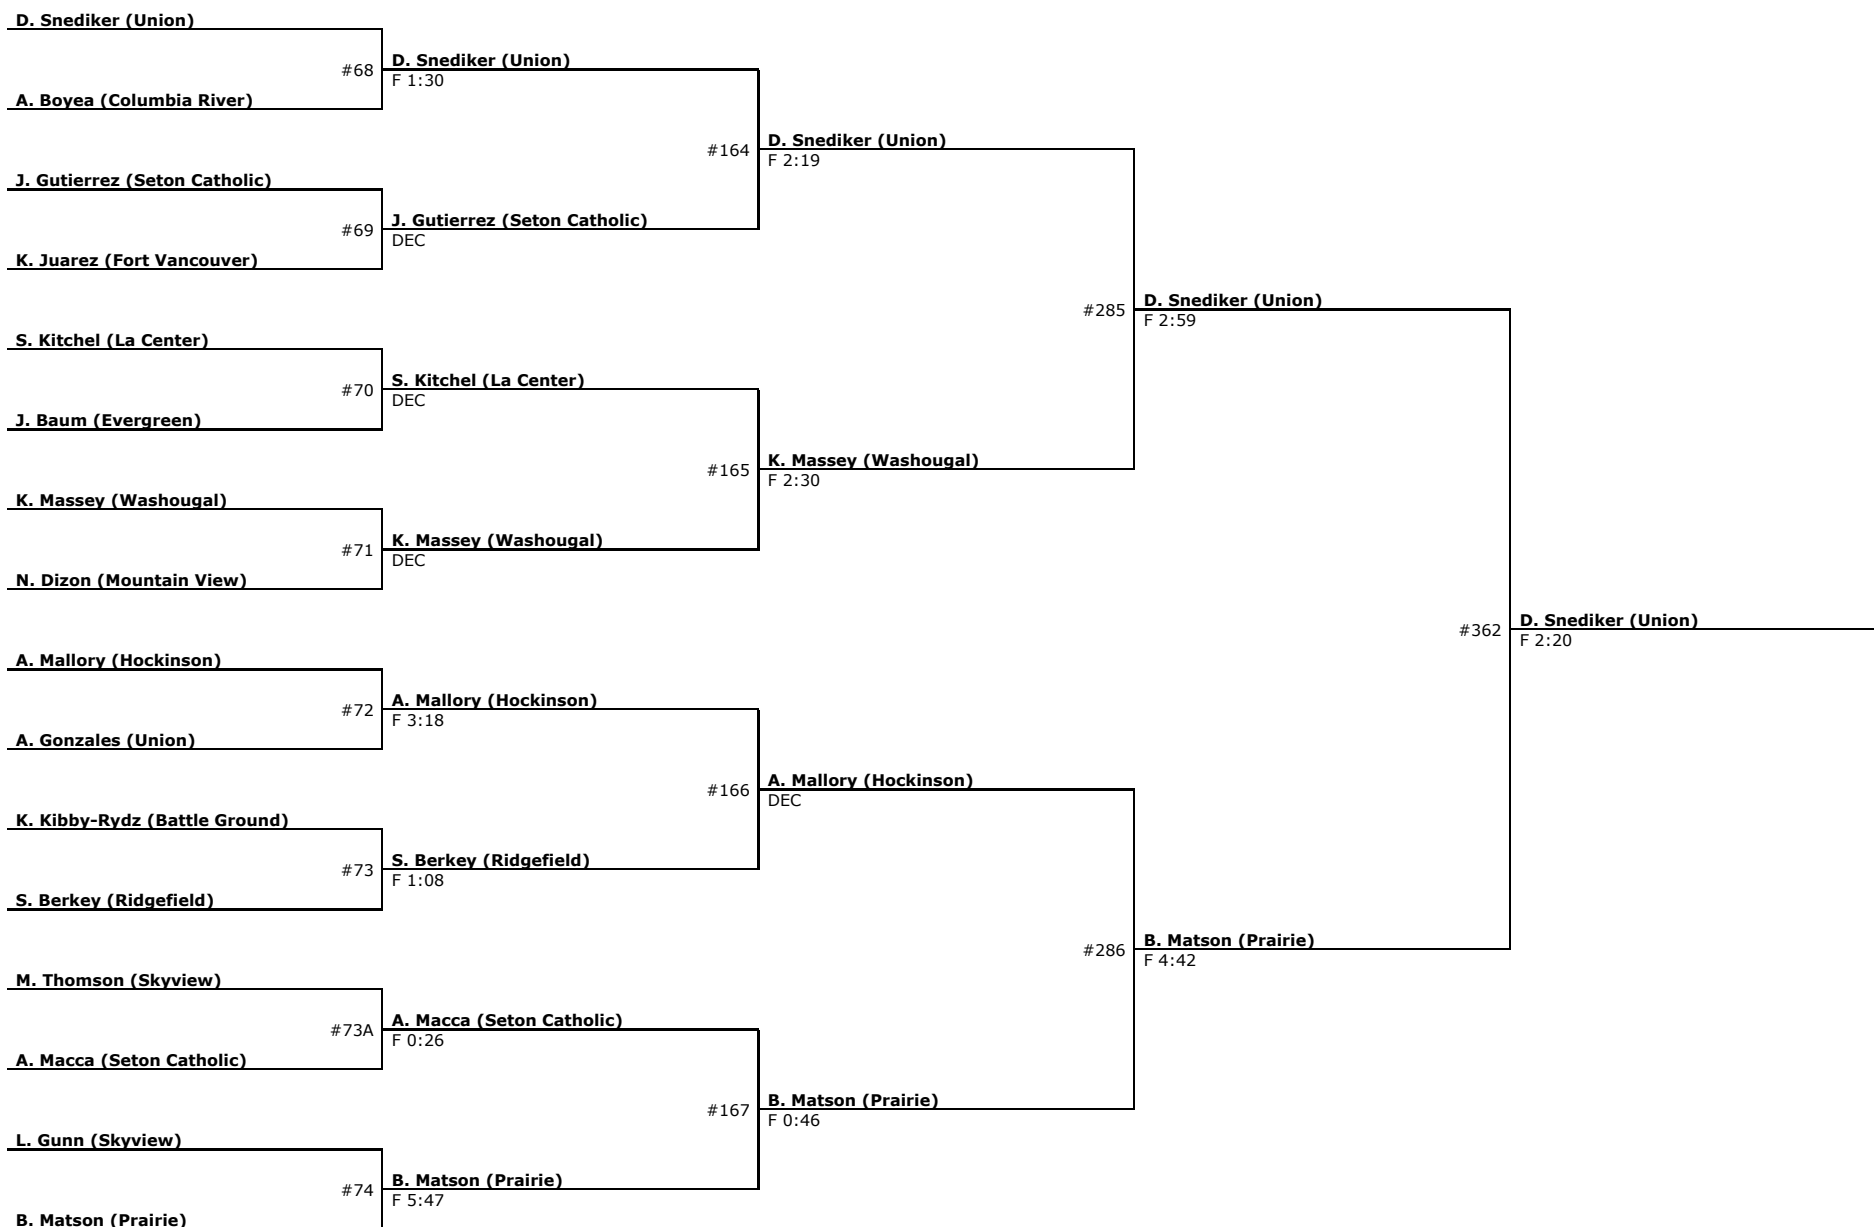 D. Snediker (Union)
#68
D. Snediker (Union)
F 1:30
A. Boyea (Columbia River)
#164
D. Snediker (Union)
F 2:19
J. Gutierrez (Seton Catholic)
#69
J. Gutierrez (Seton Catholic)
DEC
K. Juarez (Fort Vancouver)
#285
D. Snediker (Union)
F 2:59
S. Kitchel (La Center)
#70
S. Kitchel (La Center)
DEC
J. Baum (Evergreen)
#165
K. Massey (Washougal)
F 2:30
K. Massey (Washougal)
#71
K. Massey (Washougal)
DEC
N. Dizon (Mountain View)
#362
D. Snediker (Union)
F 2:20
A. Mallory (Hockinson)
#72
A. Mallory (Hockinson)
F 3:18
A. Gonzales (Union)
#166
A. Mallory (Hockinson)
DEC
K. Kibby-Rydz (Battle Ground)
#73
S. Berkey (Ridgefield)
F 1:08
S. Berkey (Ridgefield)
#286
B. Matson (Prairie)
F 4:42
M. Thomson (Skyview)
#73A
A. Macca (Seton Catholic)
F 0:26
A. Macca (Seton Catholic)
#167
B. Matson (Prairie)
F 0:46
L. Gunn (Skyview)
#74
B. Matson (Prairie)
F 5:47
B. Matson (Prairie)